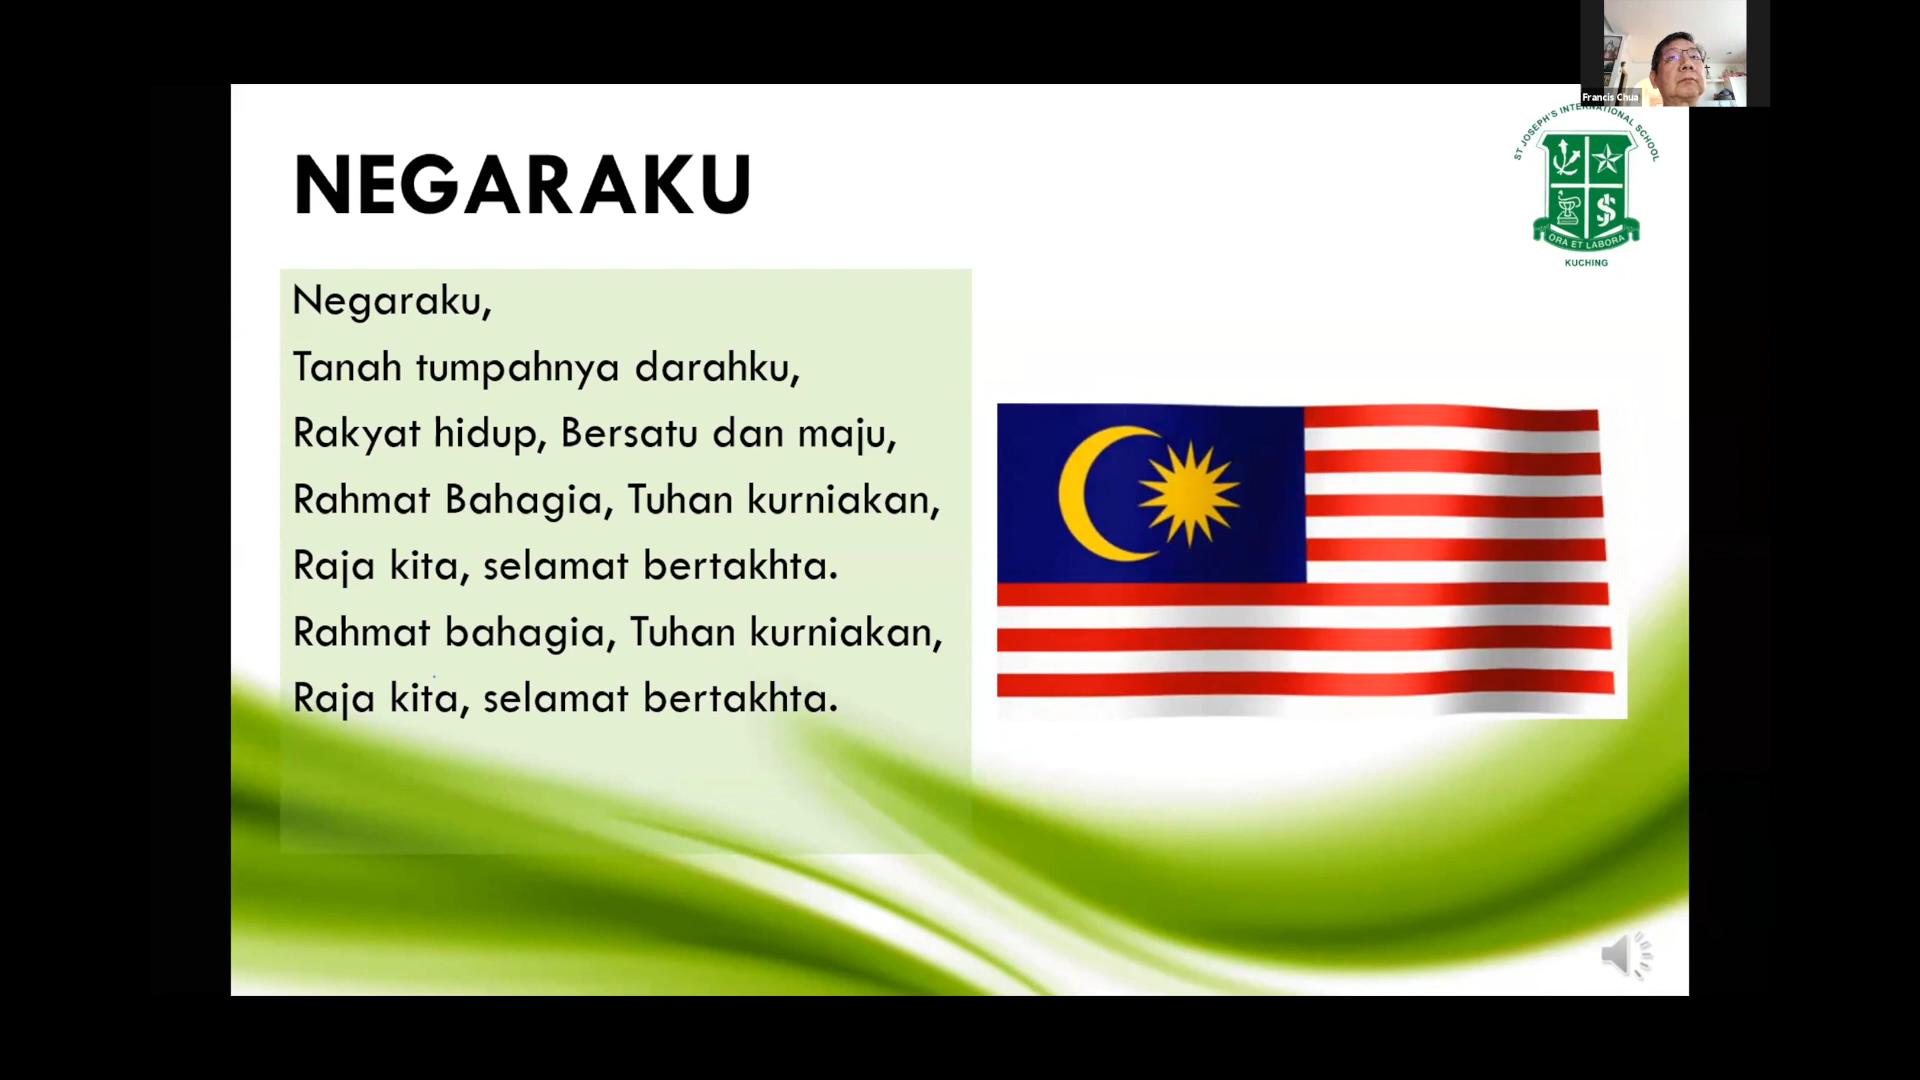 Francis Chua
ST JOSEPH'S INTERNATIONAL SCHOOL
NEGARAKU
ORA ET LABORA
KUCHING
Negaraku,
Tanah tumpahnya darahku,
Rakyat hidup, Bersatu dan maju,
Rahmat Bahagia, Tuhan kurniakan,
Raja kita, selamat bertakhta.
Rahmat bahagia, Tuhan kurniakan,
Raja kita, selamat bertakhta.